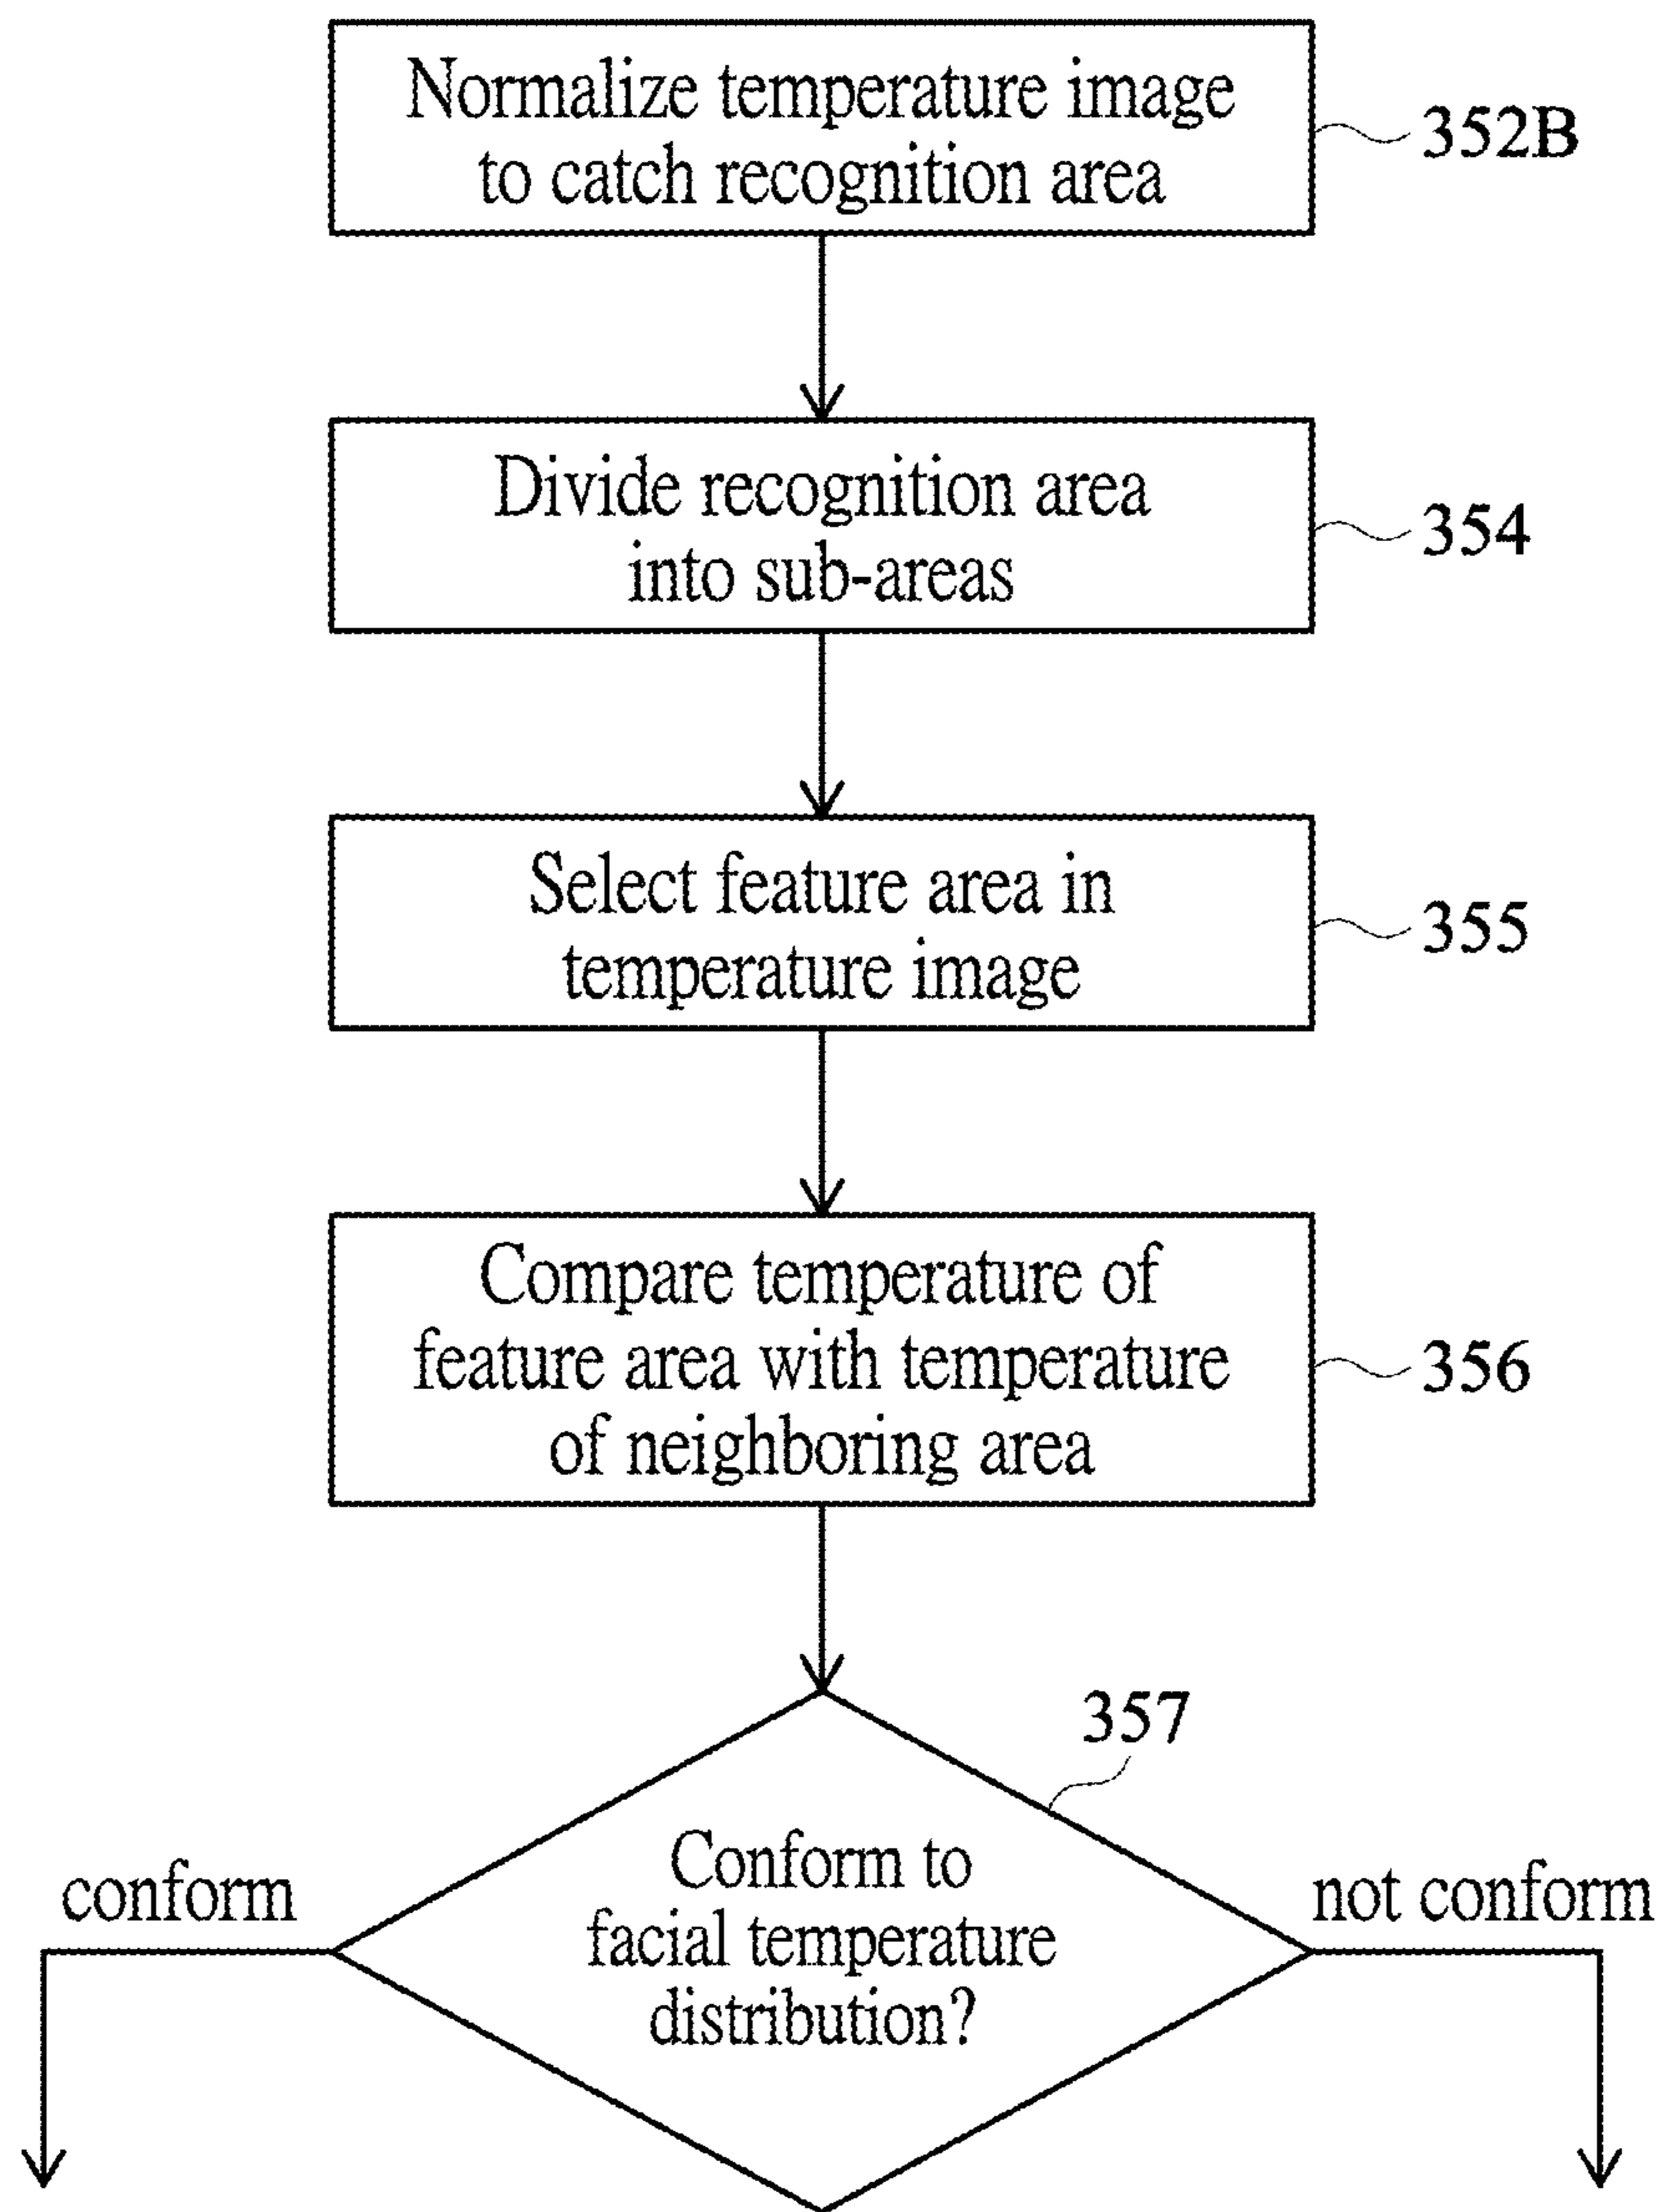 Normalize temperature image
to catch recognition area
352B
Divide recognition area
into sub-areas
354
Select feature area in
temperature image
355
Compare temperature of
feature area with temperature
of neighboring area
356
357
Conform to
facial temperature
distribution?
conform
not conform